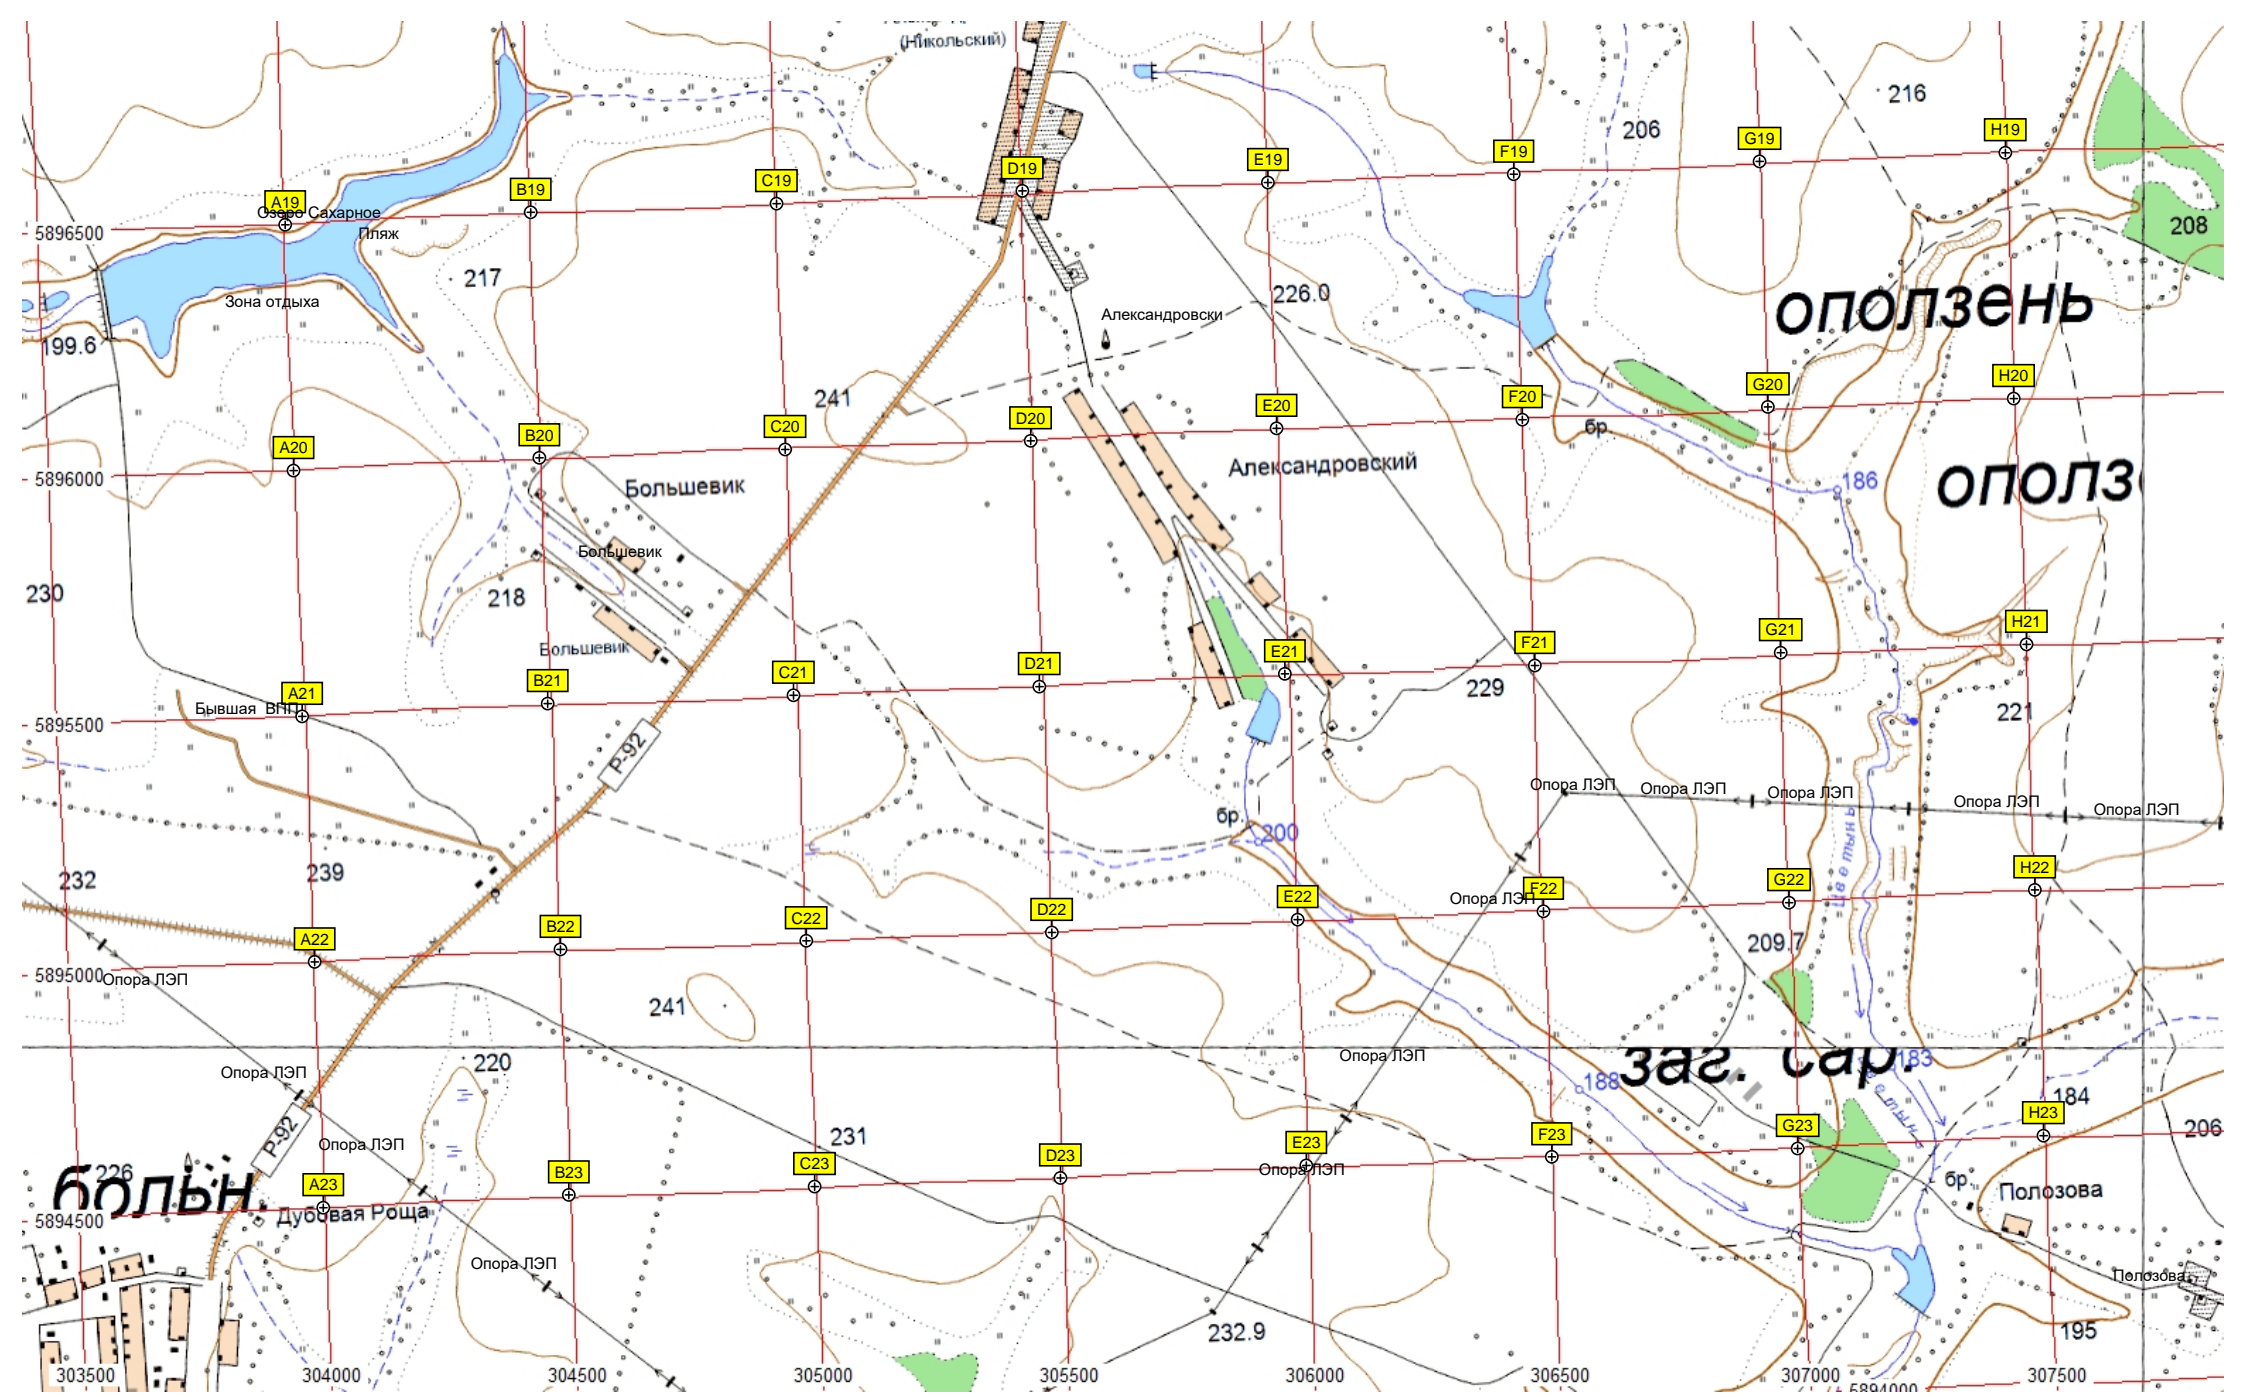 (Никольский)
216
206
H19
G19
F19
E19
D19
C19
B19
A19
Озеро Сахарное
Пляж
5896500
208
217
226.0
оползень
Зона отдыха
Александровски
199.6
241
H20
G20
F20
E20
D20
C20
B20
A20
бр.
5896000
Александровский
186
Большевик
Большевик
230
218
H21
G21
F21
E21
D21
C21
B21
A21
Большевик
229
221
Бывшая ВПП
5895500
Р-92
Опора ЛЭП
Опора ЛЭП
Опора ЛЭП
Опора ЛЭП
Опора ЛЭП
бр.
200
239
232
H22
G22
F22
E22
D22
C22
B22
A22
Опора ЛЭП
209.7
5895000
Опора ЛЭП
241
220
Опора ЛЭП
Опора ЛЭП
заг. сар.
183
188
184
206
H23
G23
F23
E23
D23
C23
B23
A23
231
Р-92
Опора ЛЭП
Опора ЛЭП
226
больн
бр.
Полозова
5894500
Дубовая Роща
Опора ЛЭП
Полозова
232.9
195
303500
304000
304500
305000
305500
306000
306500
307000
307500
5894000